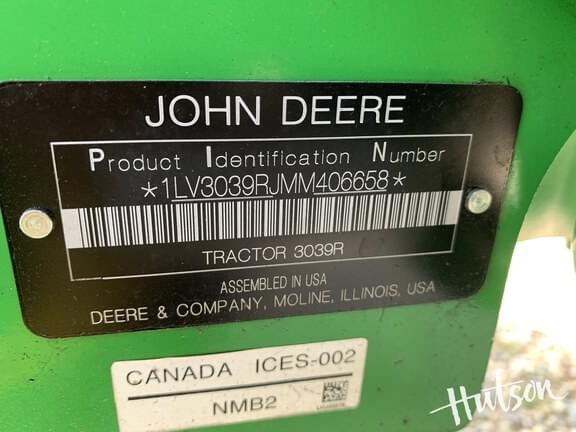 JOHN DEERE
Product Identification Number
*1LV3039RJMM406658*
TRACTOR 3039R
ASSEMBLED IN USA
DEERE & COMPANY, MOLINE, ILLINOIS, USA
CANADA ICES-002
NMB2
Hutson